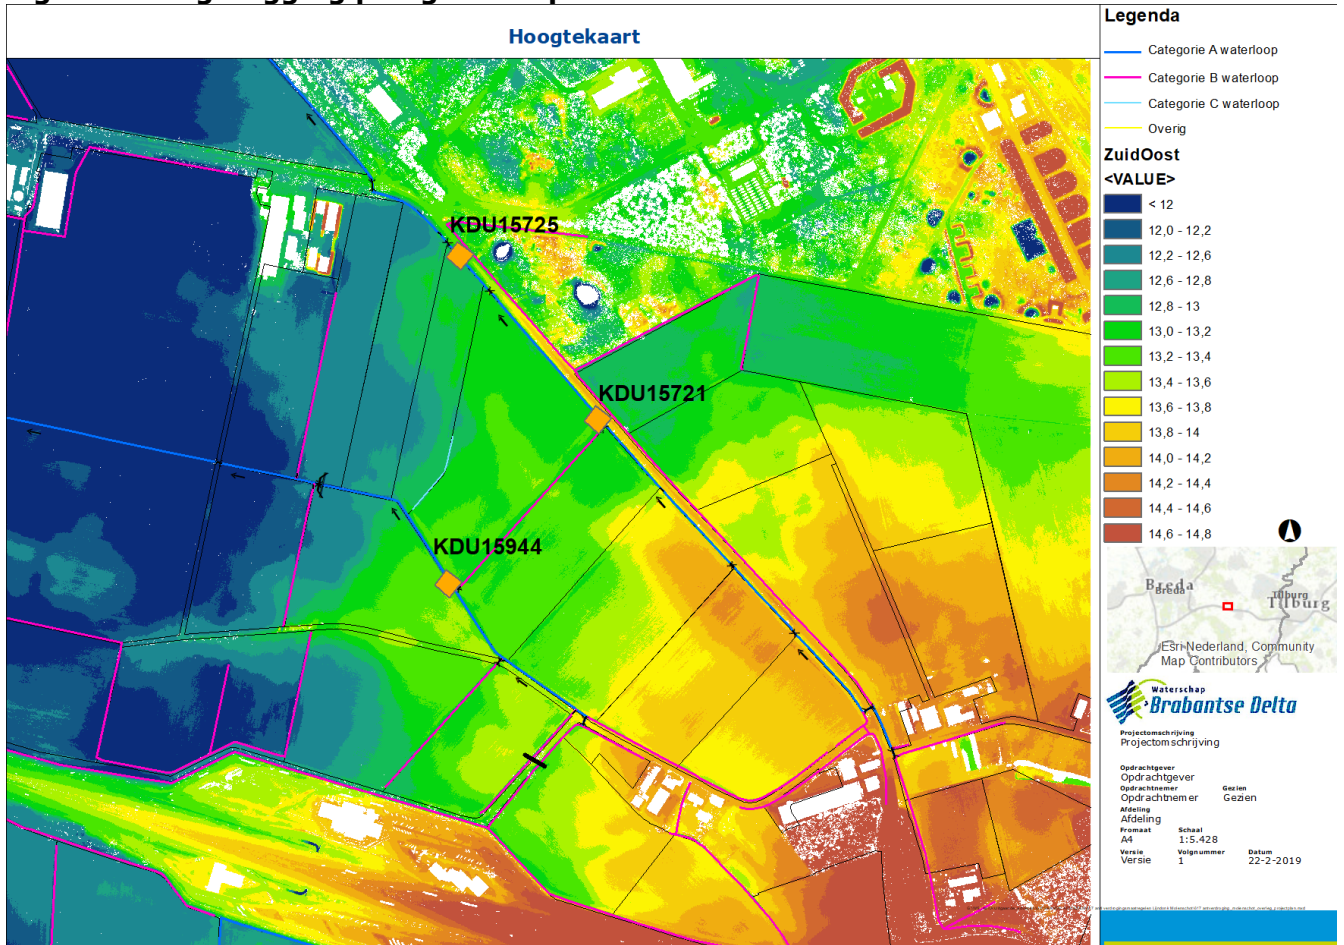 Hoogtekaart
KDU15725
KDU15721
KDU15944
Legenda
Categorie A waterloop
Categorie B waterloop
Categorie C waterloop
Overig
ZuidOost
<VALUE>
< 12
12,0 - 12,2
12,2 - 12,6
12,6 - 12,8
12,8 - 13
13,0 - 13,2
13,2 - 13,4
13,4 - 13,6
13,6 - 13,8
13,8 - 14
14,0 - 14,2
14,2 - 14,4
14,4 - 14,6
14,6 - 14,8
Breda
Breda
Tilburg
Tilburg
Esri Nederland, Community
Map Contributors
Waterschap
Brabantse Delta
Projectomschrijving
Projectomschrijving
Opdrachtgever
Opdrachtgever
Opdrachtnemer Gezien
Opdrachtnemer Gezien
Afdeling
Afdeling
Fromaat Schaal
A4 1:5.428
Versie Volgnummer Datum
Versie 1 22-2-2019